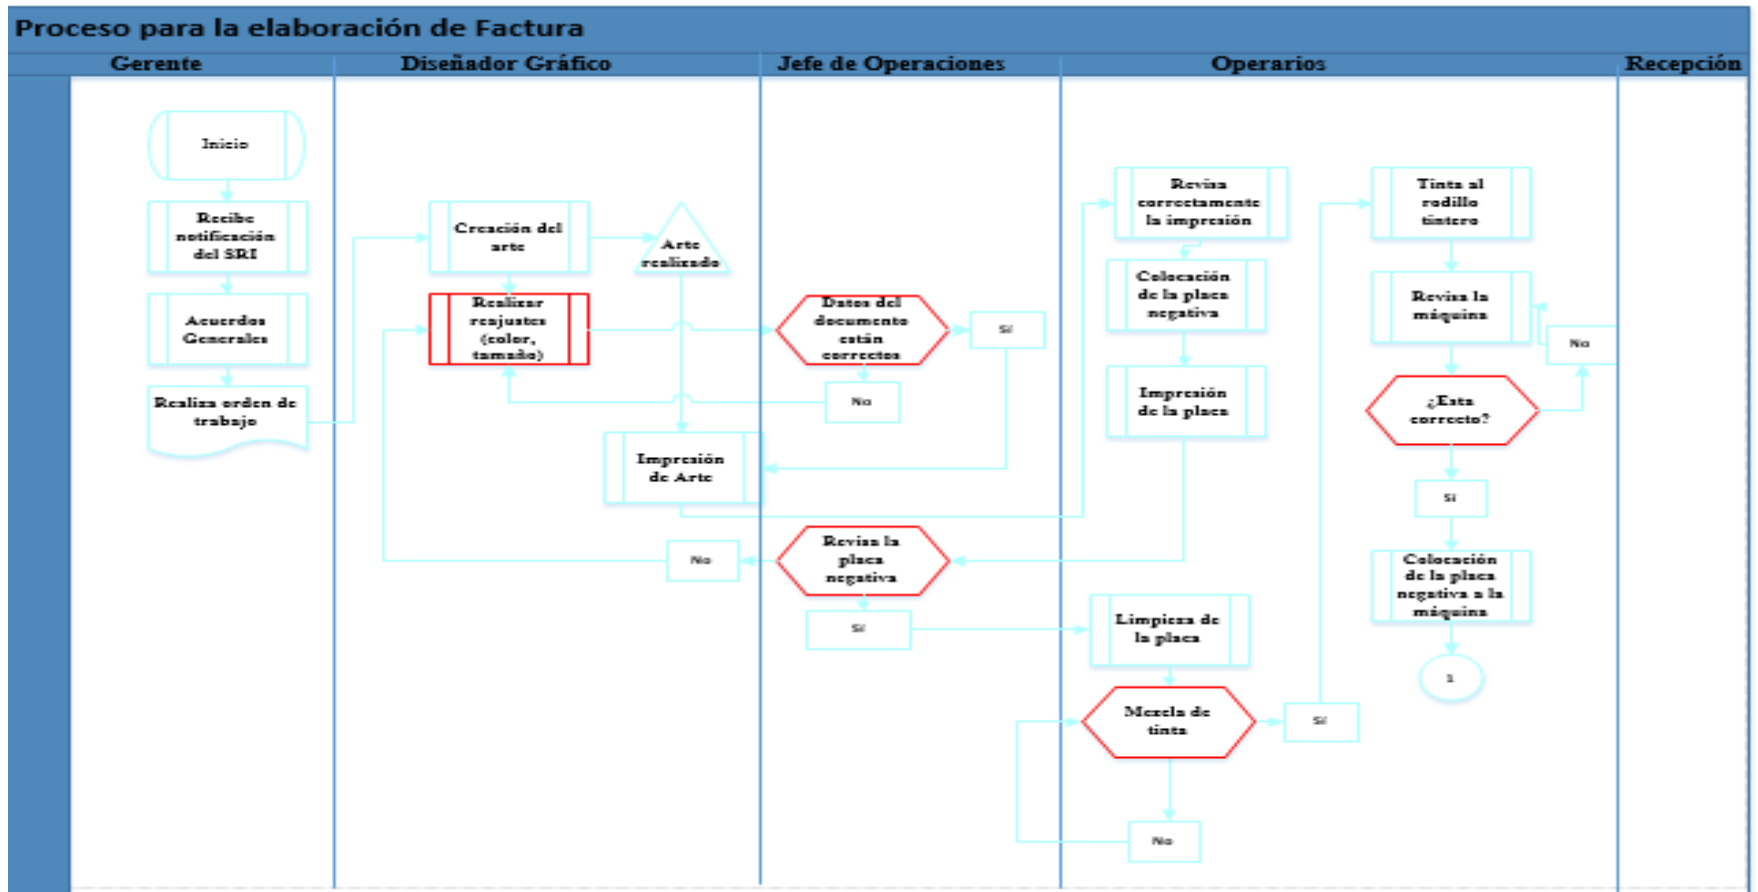 Proceso para la elaboración de Factura
Gerente
Diseñador Gráfico
Jefe de Operaciones
Operarios
Recepción
Inicio
Recibe
notificación
del SRI
Acuerdos
Generales
Realiza orden de
trabajo
Creación del
arte
Arte
realizado
Realizar
reajustes
(color,
tamaño)
Impresión
de Arte
No
Datos del
documento
están
correctos
Sí
No
Revisa la
placa
negativa
Sí
Revisa
correctamente
la impresión
Colocación
de la placa
negativa
Impresión
de la placa
Limpieza de
la placa
Mezcla de
tinta
Sí
No
Tinta al
rodillo
tintero
Revisa la
máquina
No
¿Esta
correcto?
Sí
Colocación
de la placa
negativa a la
máquina
1